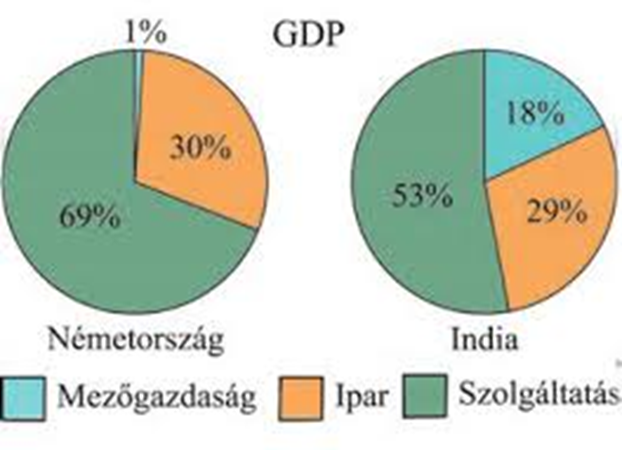 GDP
1%
30%
69%
Németország
18%
29%
53%
India
Mezőgazdaság
Ipar
Szolgáltatás